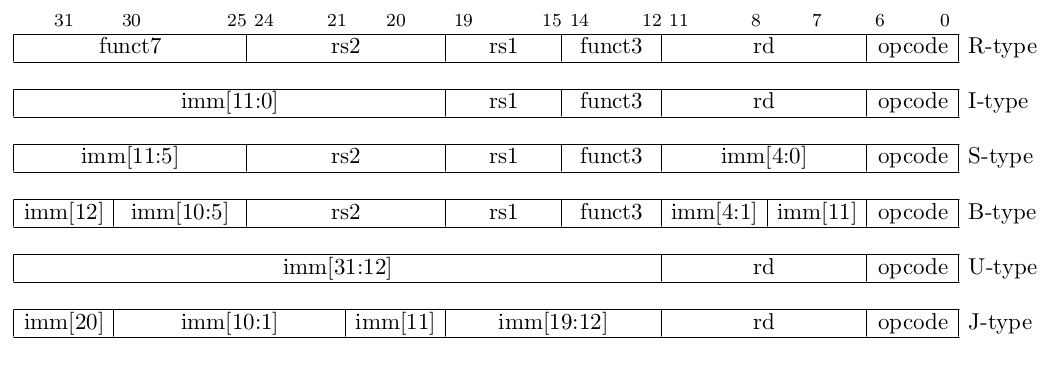 31 30 25 24 21 20 19 15 14 12 11 8 7 6 0
funct7 rs2 rs1 funct3 rd opcode R-type
imm[11:0] rs1 funct3 rd opcode I-type
imm[11:5] rs2 rs1 funct3 imm[4:0] opcode S-type
imm[12] imm[10:5] rs2 rs1 funct3 imm[4:1] imm[11] opcode B-type
imm[31:12] rd opcode U-type
imm[20] imm[10:1] imm[11] imm[19:12] rd opcode J-type